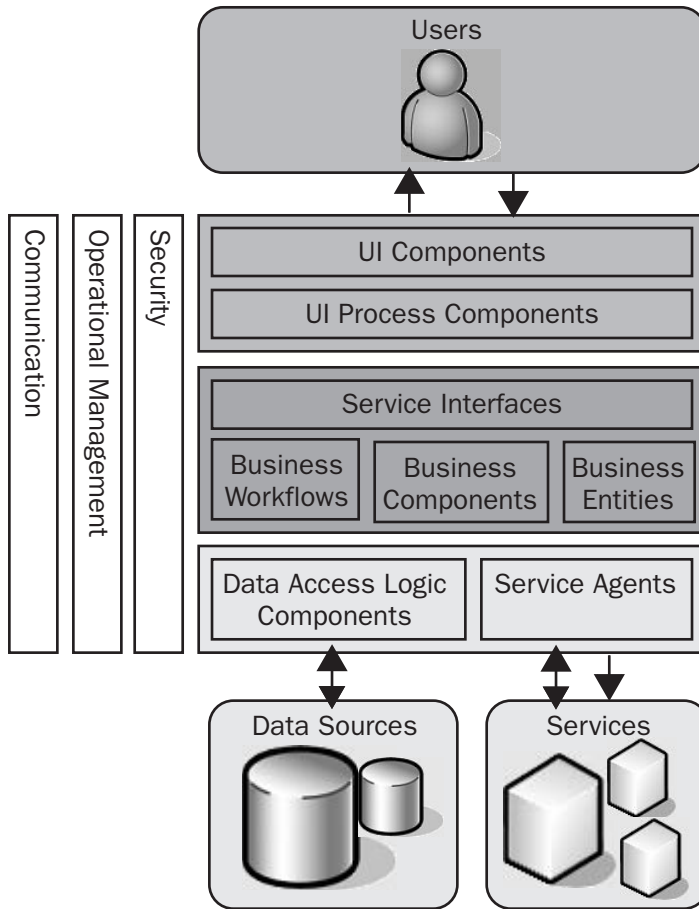 Users
Communication
Operational Management
Security
UI Components
UI Process Components
Service Interfaces
Business
Workflows
Business
Components
Business
Entities
Data Access Logic
Components
Service Agents
Data Sources
Services